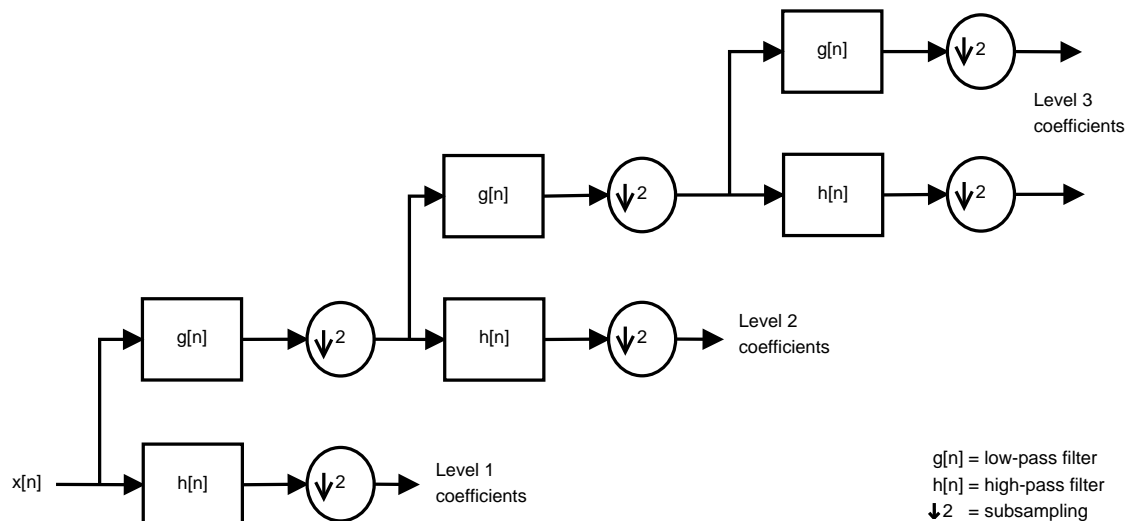 g[n]
↓2
Level 3
coefficients
g[n]
↓2
h[n]
↓2
g[n]
↓2
h[n]
↓2
Level 2
coefficients
x[n]
h[n]
↓2
Level 1
coefficients
g[n] = low-pass filter
h[n] = high-pass filter
↓2 = subsampling